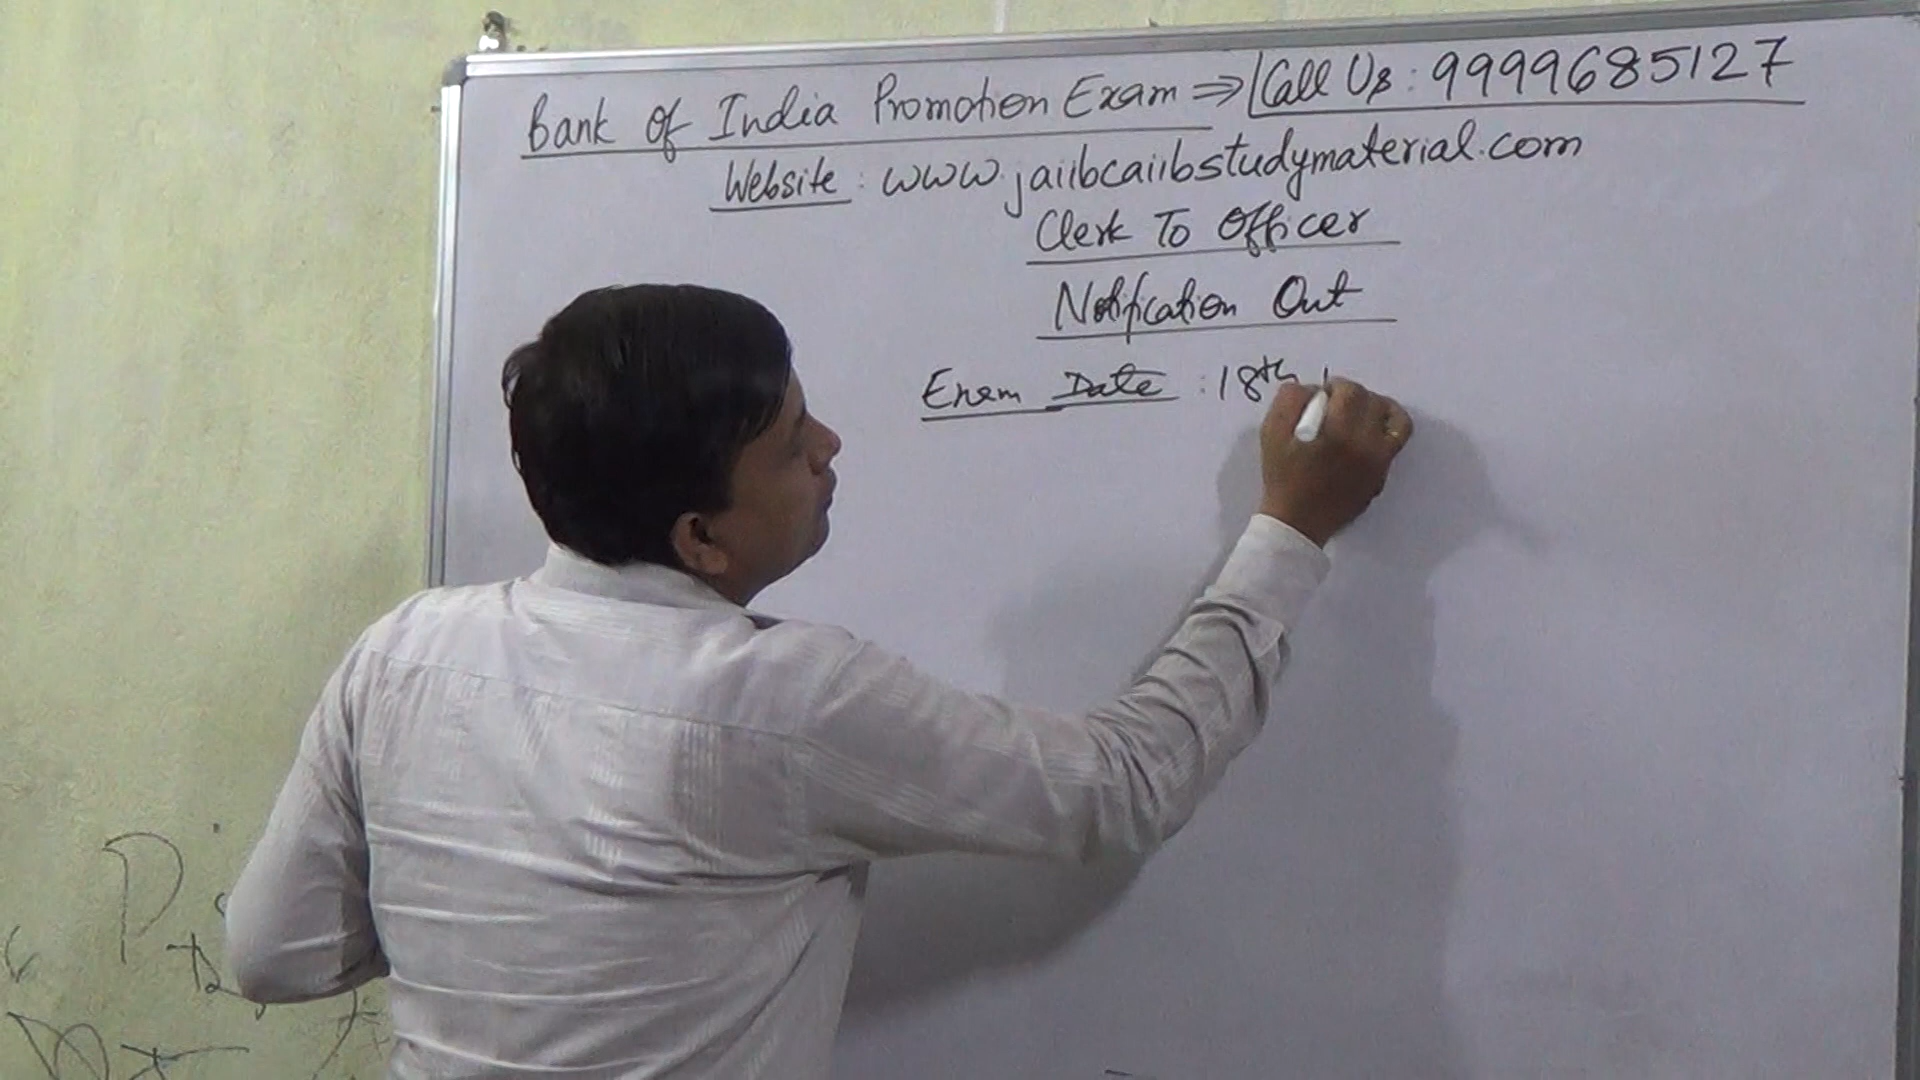 Bank Of India Promotion Exam ⇒ Call Us : 9999685127
Website : www.jaiibcaiibstudymaterial.com
Clerk To Officer
Notification Out
Exam Date : 18th